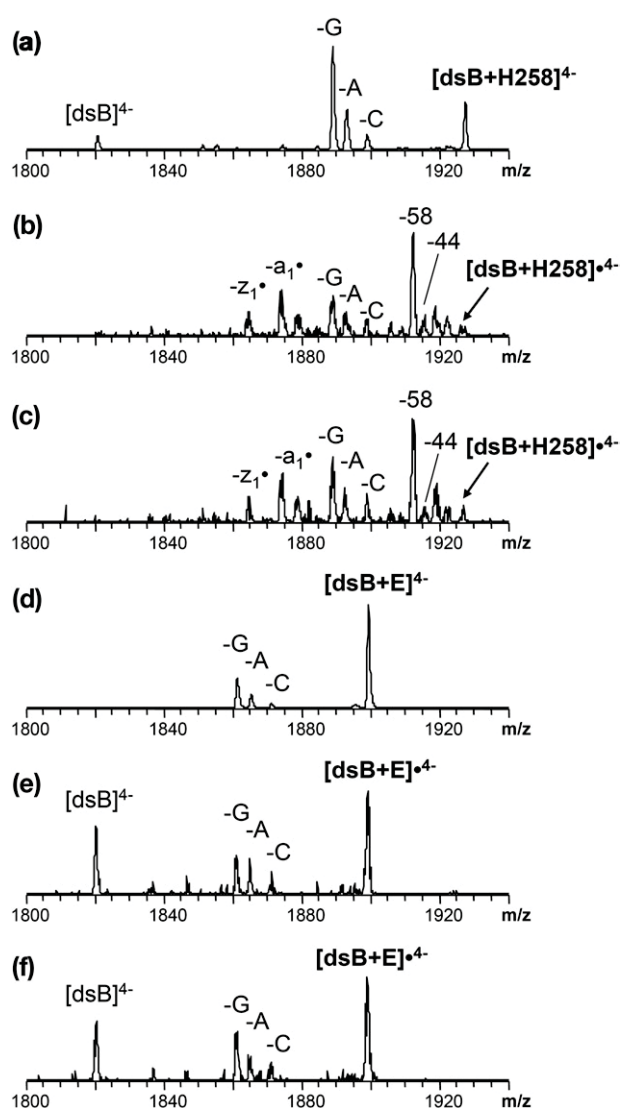 (a)
-G
-A
-C
[dsB]⁴⁻
[dsB+H258]⁴⁻
1800 1840 1880 1920 m/z
(b)
-z₁•
-a₁•
-G
-A
-C
-58
-44
[dsB+H258]•⁴⁻
1800 1840 1880 1920 m/z
(c)
-z₁•
-a₁•
-G
-A
-C
-58
-44
[dsB+H258]•⁴⁻
1800 1840 1880 1920 m/z
(d)
-G
-A
-C
[dsB+E]⁴⁻
1800 1840 1880 1920 m/z
(e)
[dsB]⁴⁻
-G
-A
-C
[dsB+E]•⁴⁻
1800 1840 1880 1920 m/z
(f)
[dsB]⁴⁻
-G
-A
-C
[dsB+E]•⁴⁻
1800 1840 1880 1920 m/z